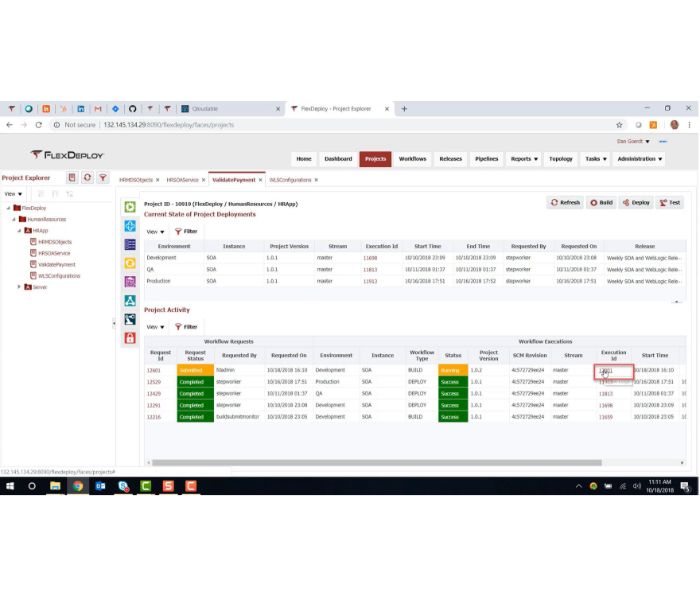 Cloudable × FlexDeploy - Project Explorer × +
Not secure | 132.145.134.29:8090/flexdeploy/faces/projects
Dan Goerdt ▼
FLEXDEPLOY
Home Dashboard Projects Workflows Releases Pipelines Reports ▼ Topology Tasks ▼ Administration ▼
Project Explorer
HRMDSObjects × HRSOAService × ValidatePayment × WLSConfigurations ×
View ▼
FlexDeploy
HumanResources
HRApp
HRMDSObjects
HRSOAService
ValidatePayment
WLSConfigurations
Server
Project ID - 10019 (FlexDeploy / HumanResources / HRApp)
Refresh Build Deploy Test
Current State of Project Deployments
View ▼ Filter
Environment Instance Project Version Stream Execution Id Start Time End Time Requested By Requested On Release
Development SOA 1.0.1 master 11698 10/10/2018 23:09 10/10/2018 23:09 stepworker 10/10/2018 23:08 Weekly SOA and WebLogic Rele...
QA SOA 1.0.1 master 11813 10/11/2018 01:37 10/11/2018 01:37 stepworker 10/11/2018 01:37 Weekly SOA and WebLogic Rele...
Production SOA 1.0.1 master 11913 10/16/2018 17:51 10/16/2018 17:52 stepworker 10/16/2018 17:51 Weekly SOA and WebLogic Rele...
Project Activity
View ▼ Filter
Workflow Requests Workflow Executions
Request Id Request Status Requested By Requested On Environment Instance Workflow Type Status Project Version SCM Revision Stream Execution Id Start Time
12601 Submitted fdadmin 10/18/2018 16:10 Development SOA BUILD Running 1.0.2 4c572729ee24 master 10/18/2018 16:10
12529 Completed stepworker 10/16/2018 17:51 Production SOA DEPLOY Success 1.0.1 4c572729ee24 master 10/16/2018 17:51
12429 Completed stepworker 10/11/2018 01:37 QA SOA DEPLOY Success 1.0.1 4c572729ee24 master 11813 10/11/2018 01:37
12291 Completed stepworker 10/10/2018 23:08 Development SOA DEPLOY Success 1.0.1 4c572729ee24 master 11698 10/10/2018 23:09
12216 Completed buildsubmitmonitor 10/10/2018 23:05 Development SOA BUILD Success 1.0.1 4c572729ee24 master 11659 10/10/2018 23:05
132.145.134.29:8090/flexdeploy/faces/projects#
11:11 AM
10/18/2018